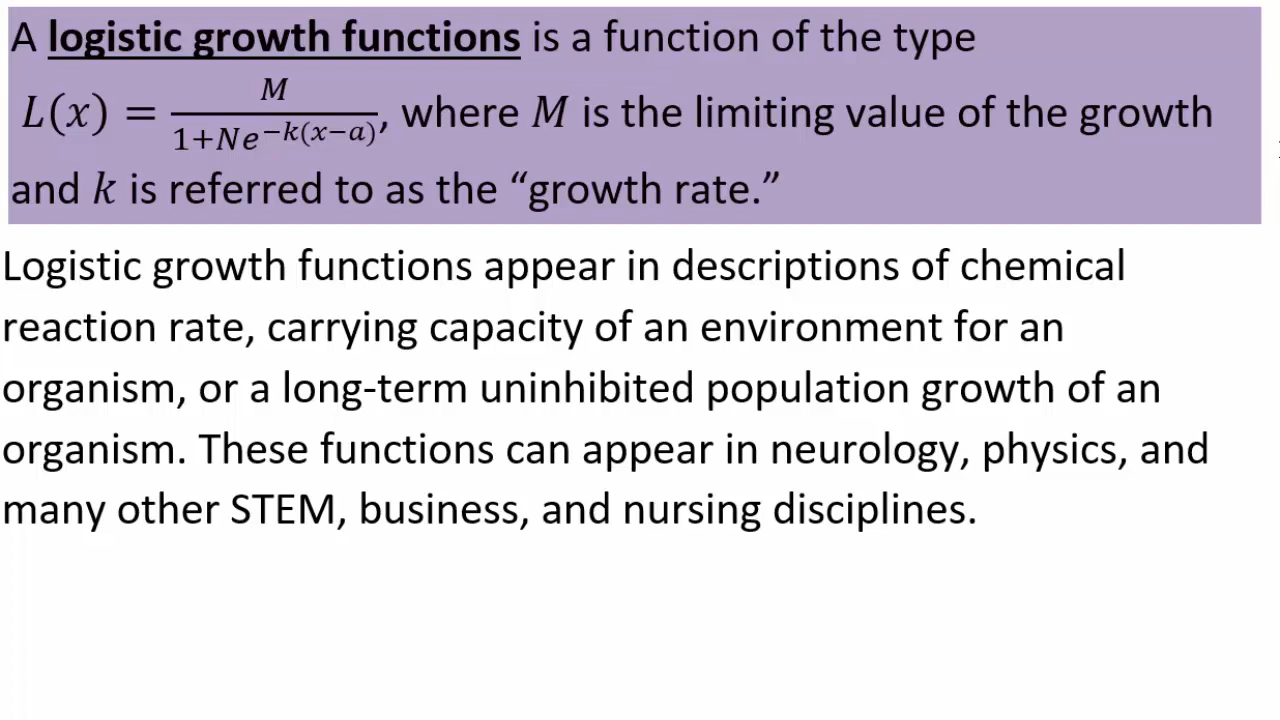 A logistic growth functions is a function of the type
L(x) = M/(1+Ne^{−k(x−a)}), where M is the limiting value of the growth
and k is referred to as the “growth rate.”
Logistic growth functions appear in descriptions of chemical
reaction rate, carrying capacity of an environment for an
organism, or a long-term uninhibited population growth of an
organism. These functions can appear in neurology, physics, and
many other STEM, business, and nursing disciplines.